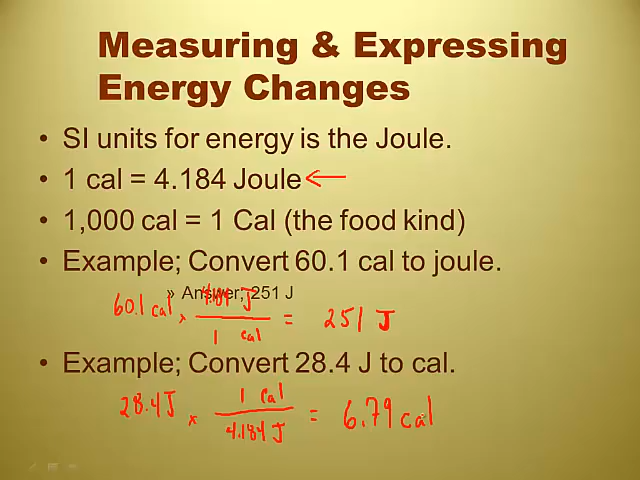 Measuring & Expressing
Energy Changes
• SI units for energy is the Joule.
• 1 cal = 4.184 Joule ←
• 1,000 cal = 1 Cal (the food kind)
• Example; Convert 60.1 cal to joule.
» Answer; 251 J
60.1 cal × 4.184 J / 1 cal = 251 J
• Example; Convert 28.4 J to cal.
28.4 J × 1 cal / 4.184 J = 6.79 cal